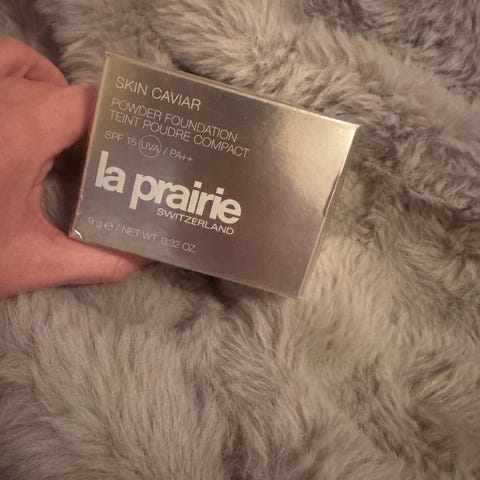 SKIN CAVIAR
POWDER FOUNDATION
TEINT POUDRE COMPACT
SPF 15 UVA / PA++
la prairie
SWITZERLAND
9 g e / NET WT. 0.32 OZ.